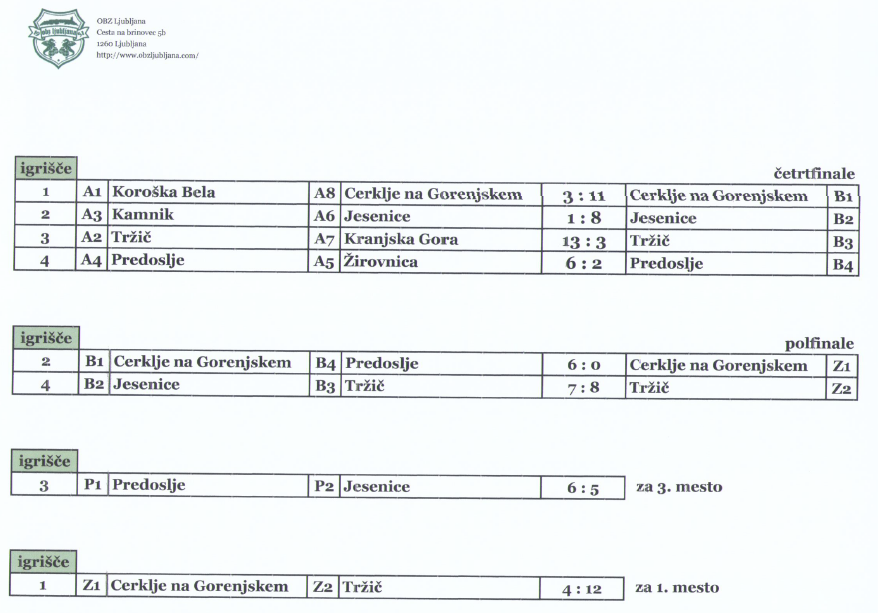 obz ljubljana
OBZ Ljubljana
Cesta na brinovec 5b
1260 Ljubljana
http://www.obzljubljana.com/
igrišče
četrtfinale
1 A1 Koroška Bela A8 Cerklje na Gorenjskem 3 : 11 Cerklje na Gorenjskem B1
2 A3 Kamnik A6 Jesenice 1 : 8 Jesenice B2
3 A2 Tržič A7 Kranjska Gora 13 : 3 Tržič B3
4 A4 Predoslje A5 Žirovnica 6 : 2 Predoslje B4
igrišče
polfinale
2 B1 Cerklje na Gorenjskem B4 Predoslje 6 : 0 Cerklje na Gorenjskem Z1
4 B2 Jesenice B3 Tržič 7 : 8 Tržič Z2
igrišče
3 P1 Predoslje P2 Jesenice 6 : 5 za 3. mesto
igrišče
1 Z1 Cerklje na Gorenjskem Z2 Tržič 4 : 12 za 1. mesto